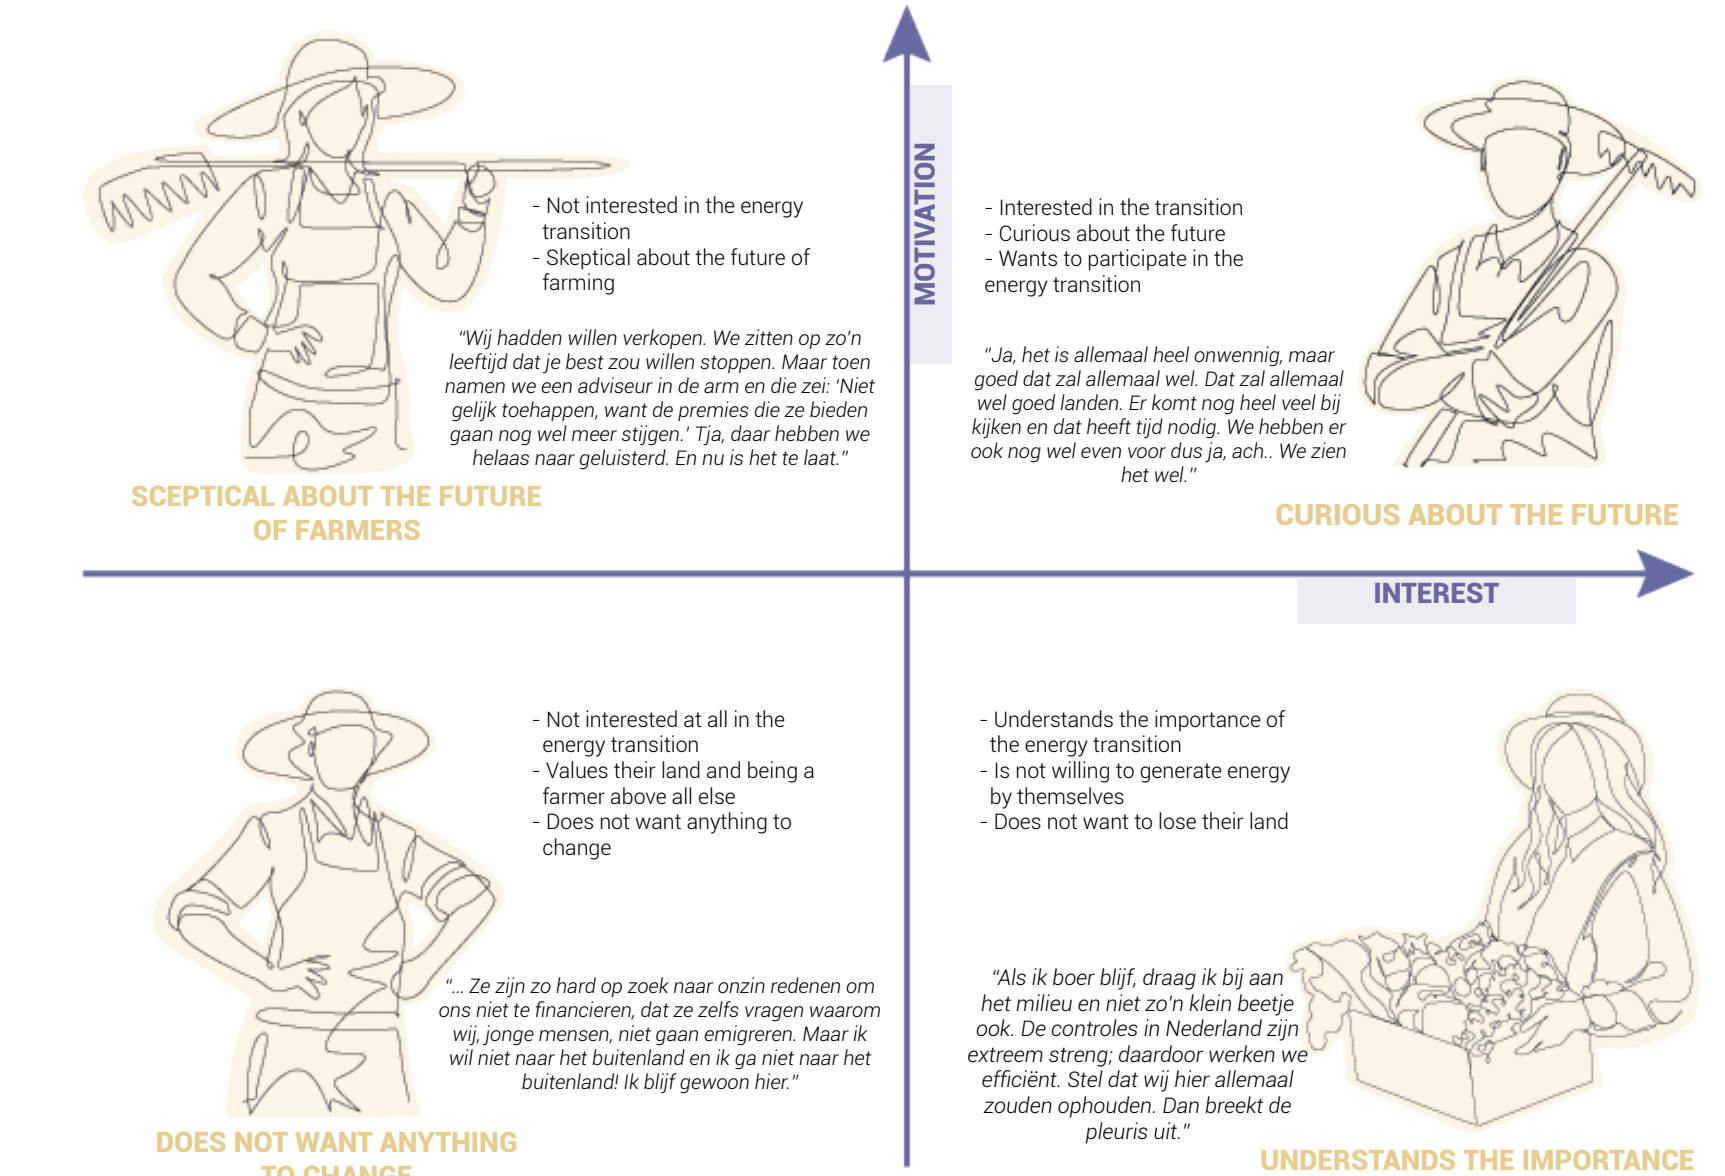 MOTIVATION
- Not interested in the energy
transition
- Skeptical about the future of
farming
"Wij hadden willen verkopen. We zitten op zo'n
leeftijd dat je best zou willen stoppen. Maar toen
namen we een adviseur in de arm en die zei: 'Niet
gelijk toehappen, want de premies die ze bieden
gaan nog wel meer stijgen.' Tja, daar hebben we
helaas naar geluisterd. En nu is het te laat."
SCEPTICAL ABOUT THE FUTURE
OF FARMERS
- Interested in the transition
- Curious about the future
- Wants to participate in the
energy transition
"Ja, het is allemaal heel onwennig, maar
goed dat zal allemaal wel. Dat zal allemaal
wel goed landen. Er komt nog heel veel bij
kijken en dat heeft tijd nodig. We hebben er
ook nog wel even voor dus ja, ach.. We zien
het wel."
CURIOUS ABOUT THE FUTURE
INTEREST
- Not interested at all in the
energy transition
- Values their land and being a
farmer above all else
- Does not want anything to
change
"... Ze zijn zo hard op zoek naar onzin redenen om
ons niet te financieren, dat ze zelfs vragen waarom
wij, jonge mensen, niet gaan emigreren. Maar ik
wil niet naar het buitenland en ik ga niet naar het
buitenland! Ik blijf gewoon hier."
DOES NOT WANT ANYTHING
TO CHANGE
- Understands the importance of
the energy transition
- Is not willing to generate energy
by themselves
- Does not want to lose their land
"Als ik boer blijf, draag ik bij aan
het milieu en niet zo'n klein beetje
ook. De controles in Nederland zijn
extreem streng; daardoor werken we
efficiënt. Stel dat wij hier allemaal
zouden ophouden. Dan breekt de
pleuris uit."
UNDERSTANDS THE IMPORTANCE